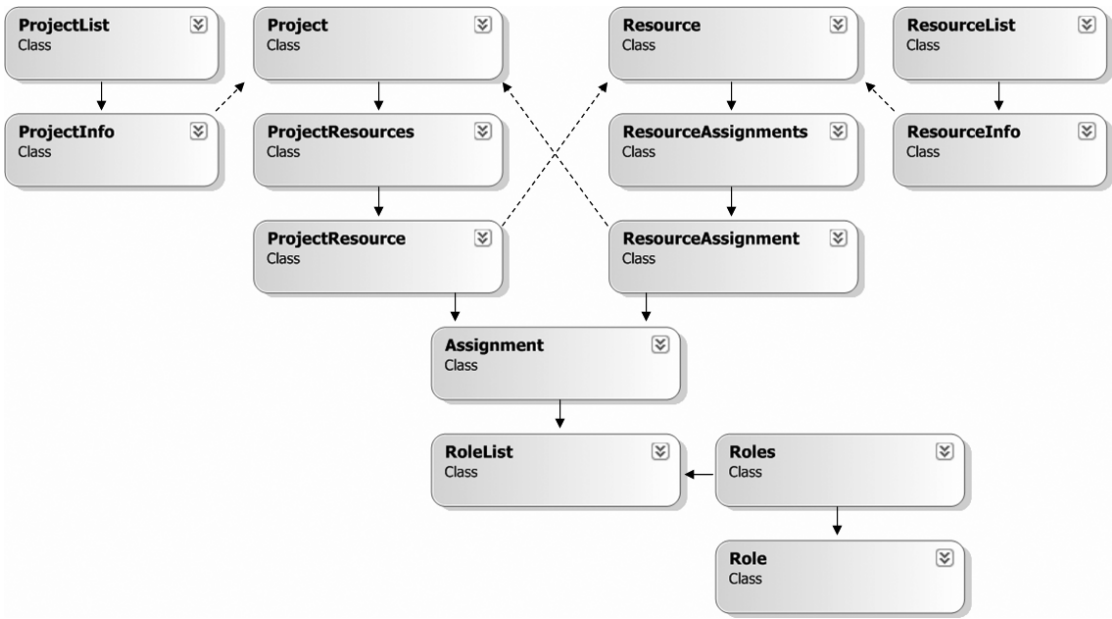 ProjectList
Class
Project
Class
Resource
Class
ResourceList
Class
ProjectInfo
Class
ProjectResources
Class
ResourceAssignments
Class
ResourceInfo
Class
ProjectResource
Class
ResourceAssignment
Class
Assignment
Class
RoleList
Class
Roles
Class
Role
Class